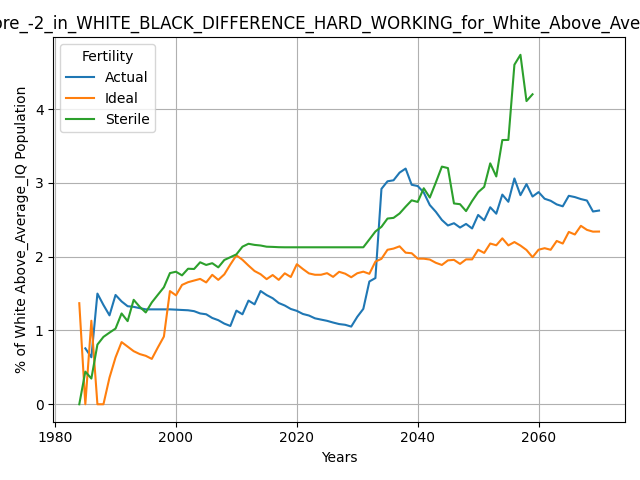 ore_-2_in_WHITE_BLACK_DIFFERENCE_HARD_WORKING_for_White_Above_Ave
Fertility
Actual
Ideal
Sterile
% of White Above_Average_IQ Population
4
3
2
1
0
1980
2000
2020
2040
2060
Years